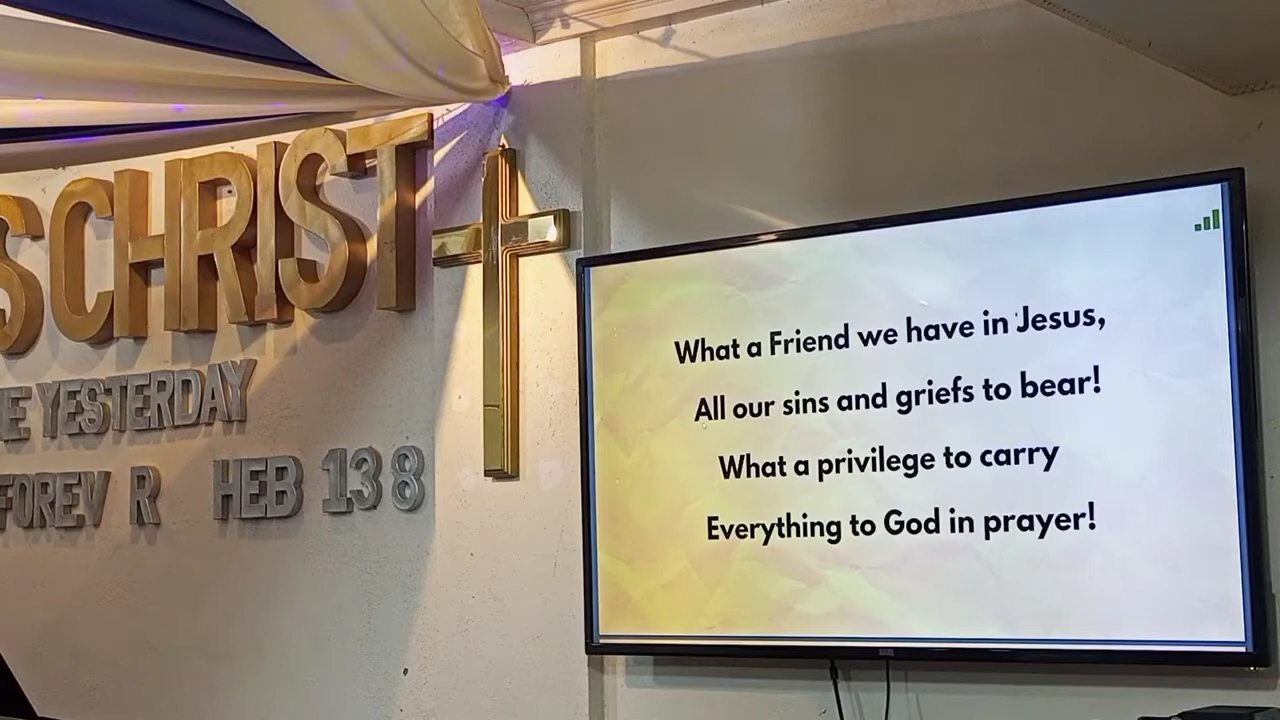 S CHRIST
E YESTERDAY
FOREV R HEB 13 8
What a Friend we have in Jesus,
All our sins and griefs to bear!
What a privilege to carry
Everything to God in prayer!